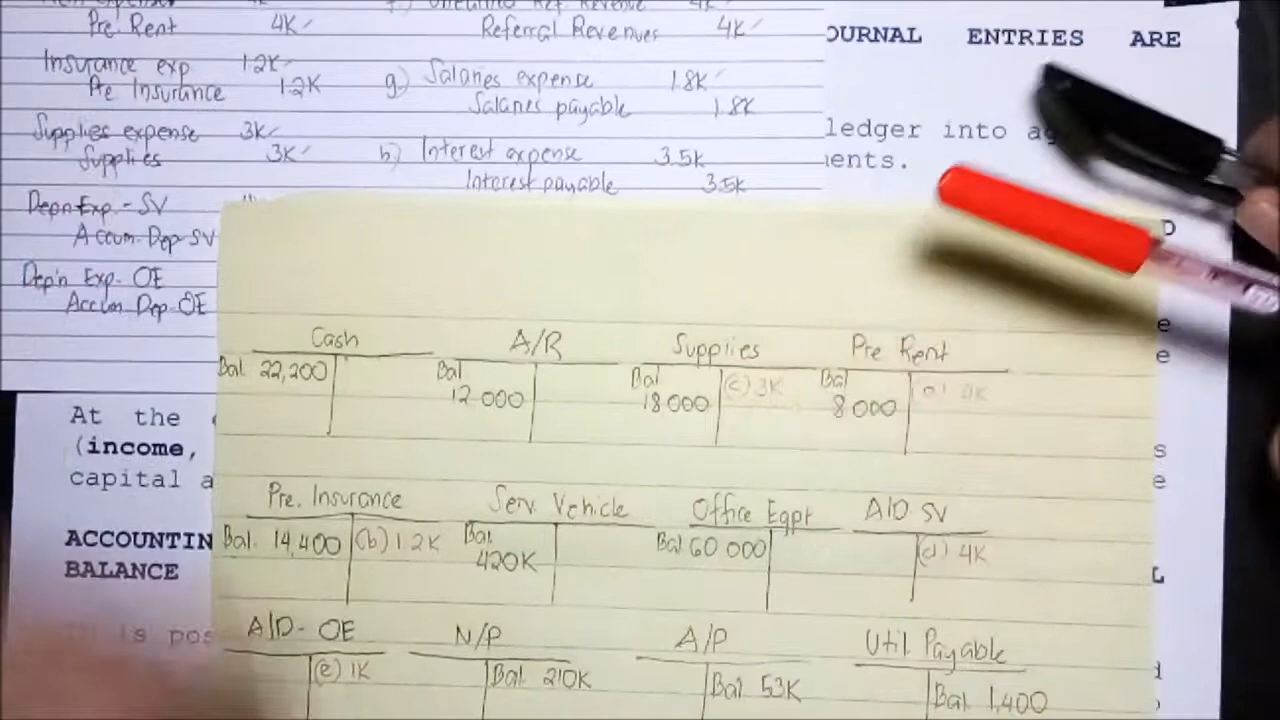 Pre. Rent 4K
Insurance exp 1.2K
Pre Insurance 1.2K
Supplies expense 3K
Supplies 3K
Depn Exp. - SV
Accum. Dep SV
Dep'n Exp. OE
Accum Dep. OE
Referral Revenues 4K
g) Salaries expense 1.8K
Salaries payable 1.8K
h) Interest expense 3.5K
Interest payable 3.5K
OURNAL ENTRIES ARE
ledger into
ents.
Cash A/R Supplies Pre Rent
Bal. 22,200 Bal 12 000 Bal 18 000 (c) 3K Bal 8 000
Pre. Insurance Serv. Vehicle Office Eqpt A/D SV
Bal. 14,400 (b) 1.2K Bal. 420K Bal 60 000 (d) 4K
A/D- OE N/P A/P Util. Payable
(e) 1K Bal. 210K Bal. 53K Bal. 1,400
At the
(income,
capital a
ACCOUNTIN
BALANCE
is pos